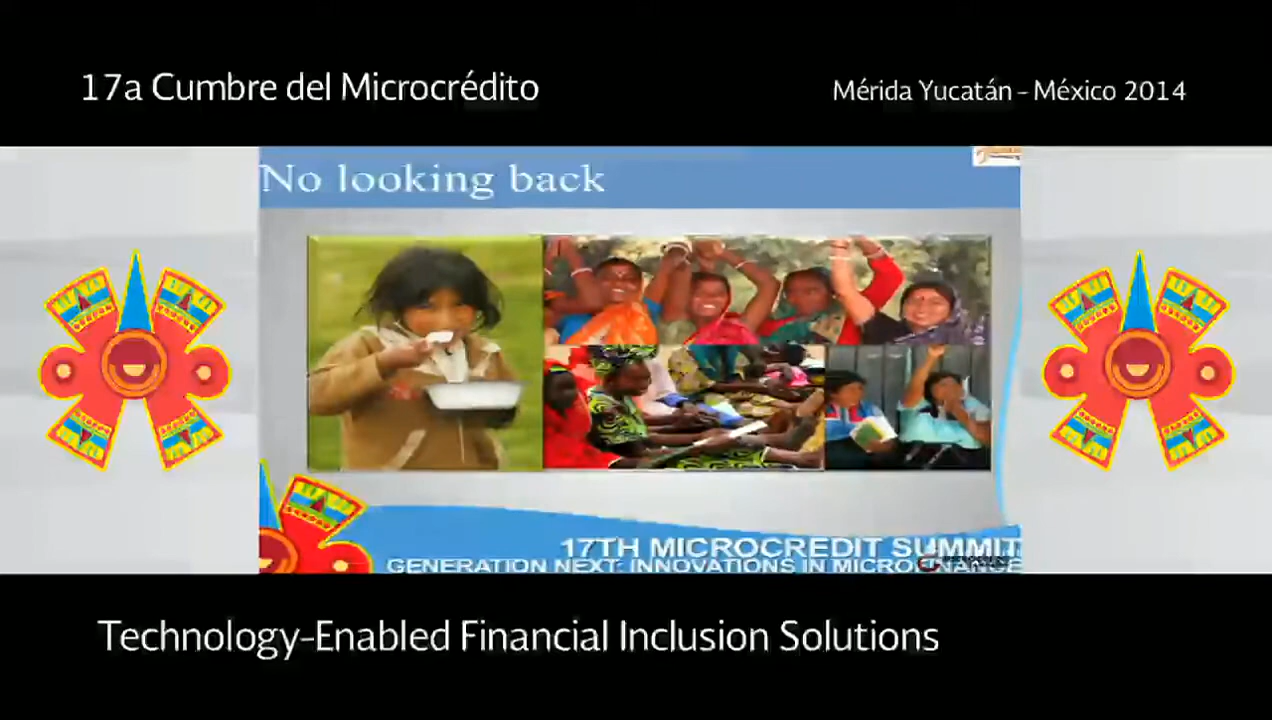 17a Cumbre del Microcrédito
Mérida Yucatán - México 2014
No looking back
17TH MICROCREDIT SUMMIT
GENERATION NEXT: INNOVATIONS IN MICROFINANCE
Technology-Enabled Financial Inclusion Solutions